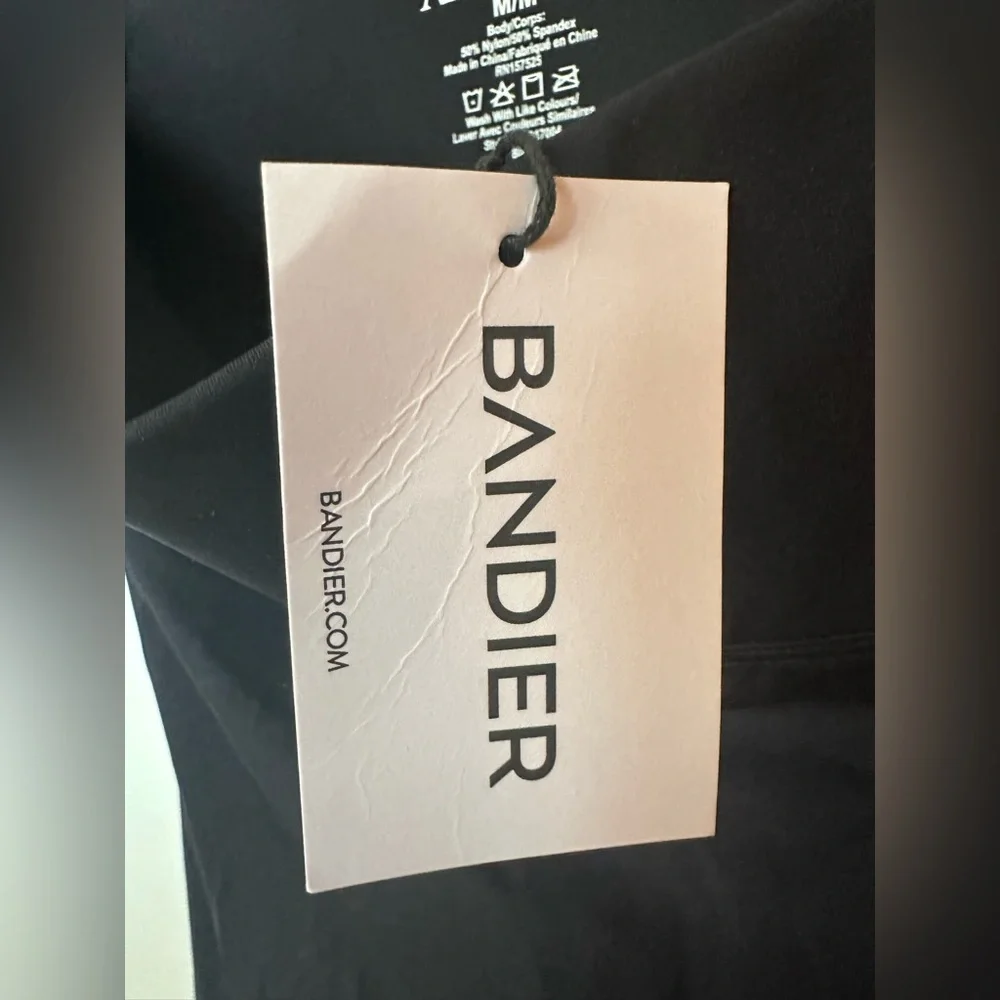 M/M
Body/Corps:
50% Nylon/50% Spandex
Made in China/Fabriqué en Chine
RN157525
Wash With Like Colours/
Laver Avec Couleurs Similaires
BANDIER
BANDIER.COM